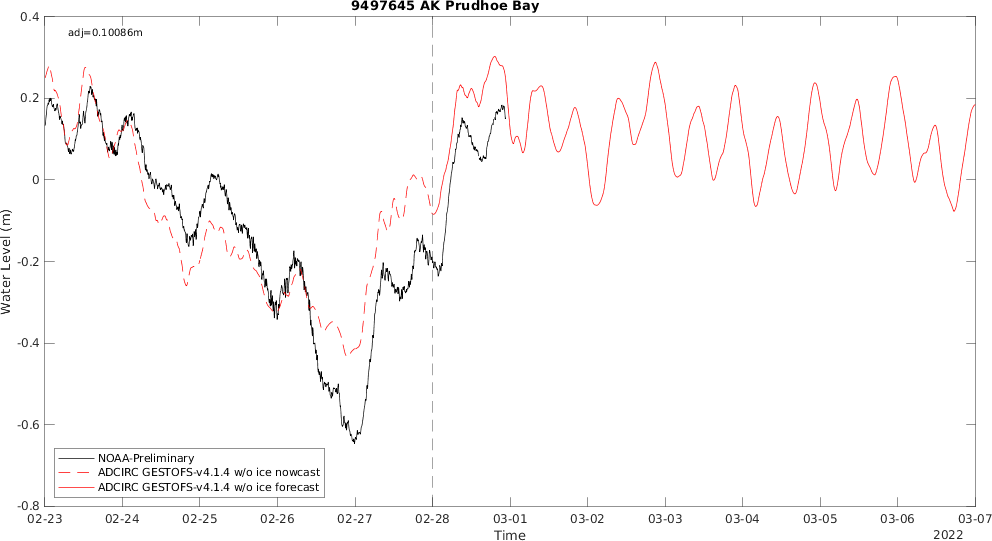 9497645 AK Prudhoe Bay
adj=0.10086m
0.4
0.2
0
-0.2
-0.4
-0.6
-0.8
Water Level (m)
NOAA-Preliminary
ADCIRC GESTOFS-v4.1.4 w/o ice nowcast
ADCIRC GESTOFS-v4.1.4 w/o ice forecast
02-23 02-24 02-25 02-26 02-27 02-28 03-01 03-02 03-03 03-04 03-05 03-06 03-07
Time
2022